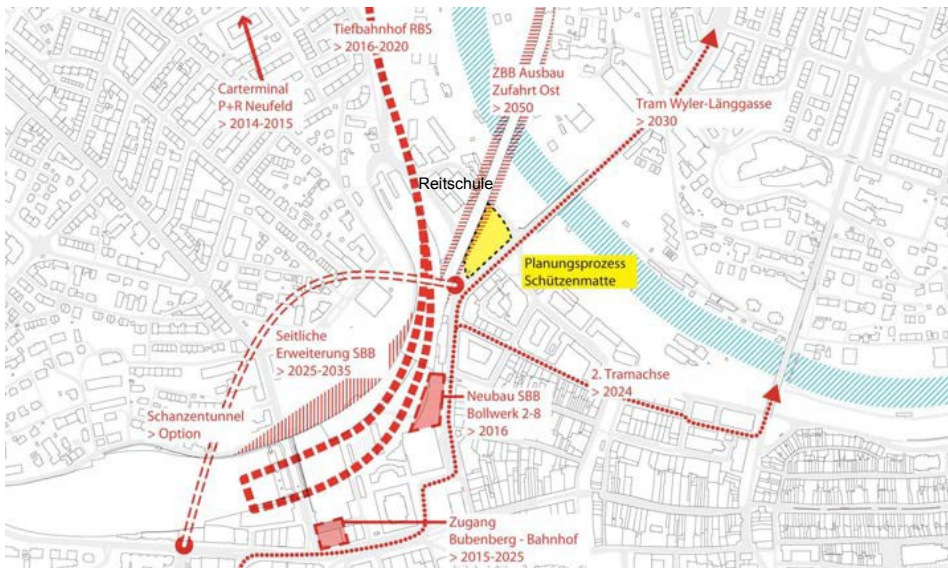 Tiefbahnhof RBS
> 2016-2020
Carterminal
P+R Neufeld
> 2014-2015
ZBB Ausbau
Zufahrt Ost
> 2050
Tram Wyler-Länggasse
> 2030
Reitschule
Planungsprozess
Schützenmatte
Seitliche
Erweiterung SBB
> 2025-2035
2. Tramachse
> 2024
Neubau SBB
Bollwerk 2-8
> 2016
Schanzentunnel
> Option
Zugang
Bubenberg - Bahnhof
> 2015-2025